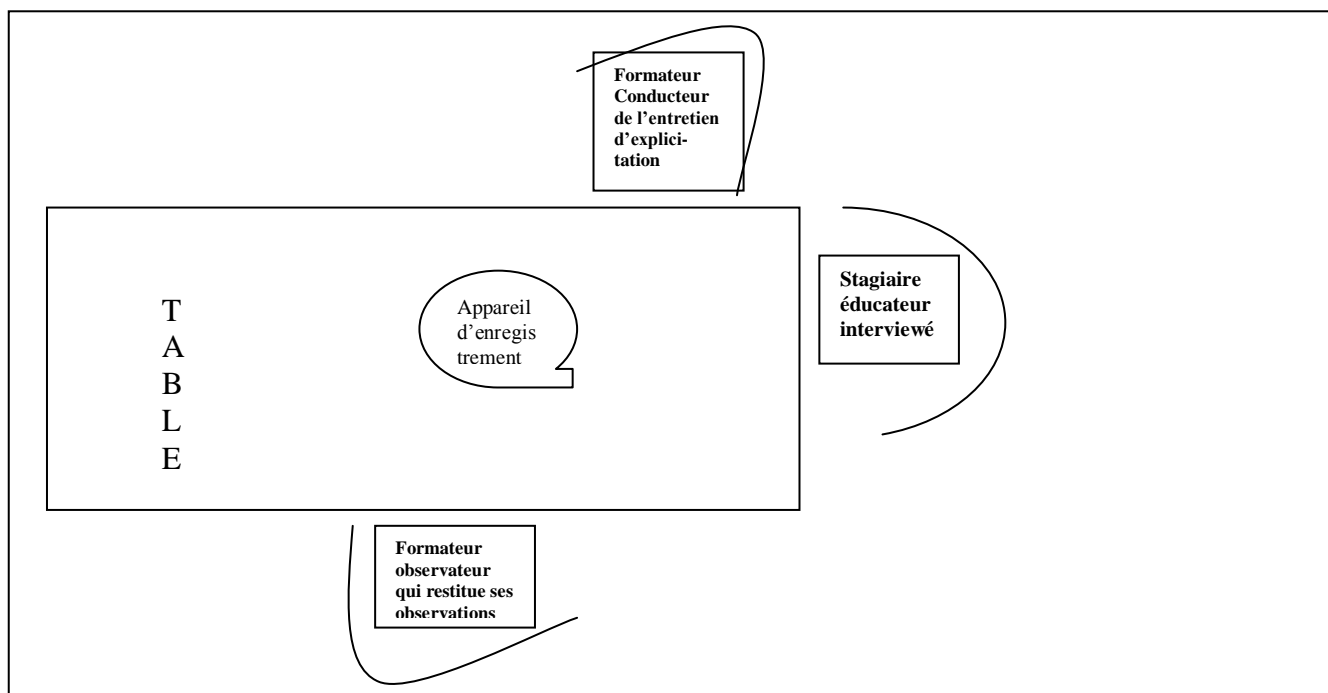 Formateur
Conducteur
de l’entretien
d’explici-
tation
Stagiaire
éducateur
interviewé
Appareil
d’enregis
trement
T
A
B
L
E
Formateur
observateur
qui restitue ses
observations